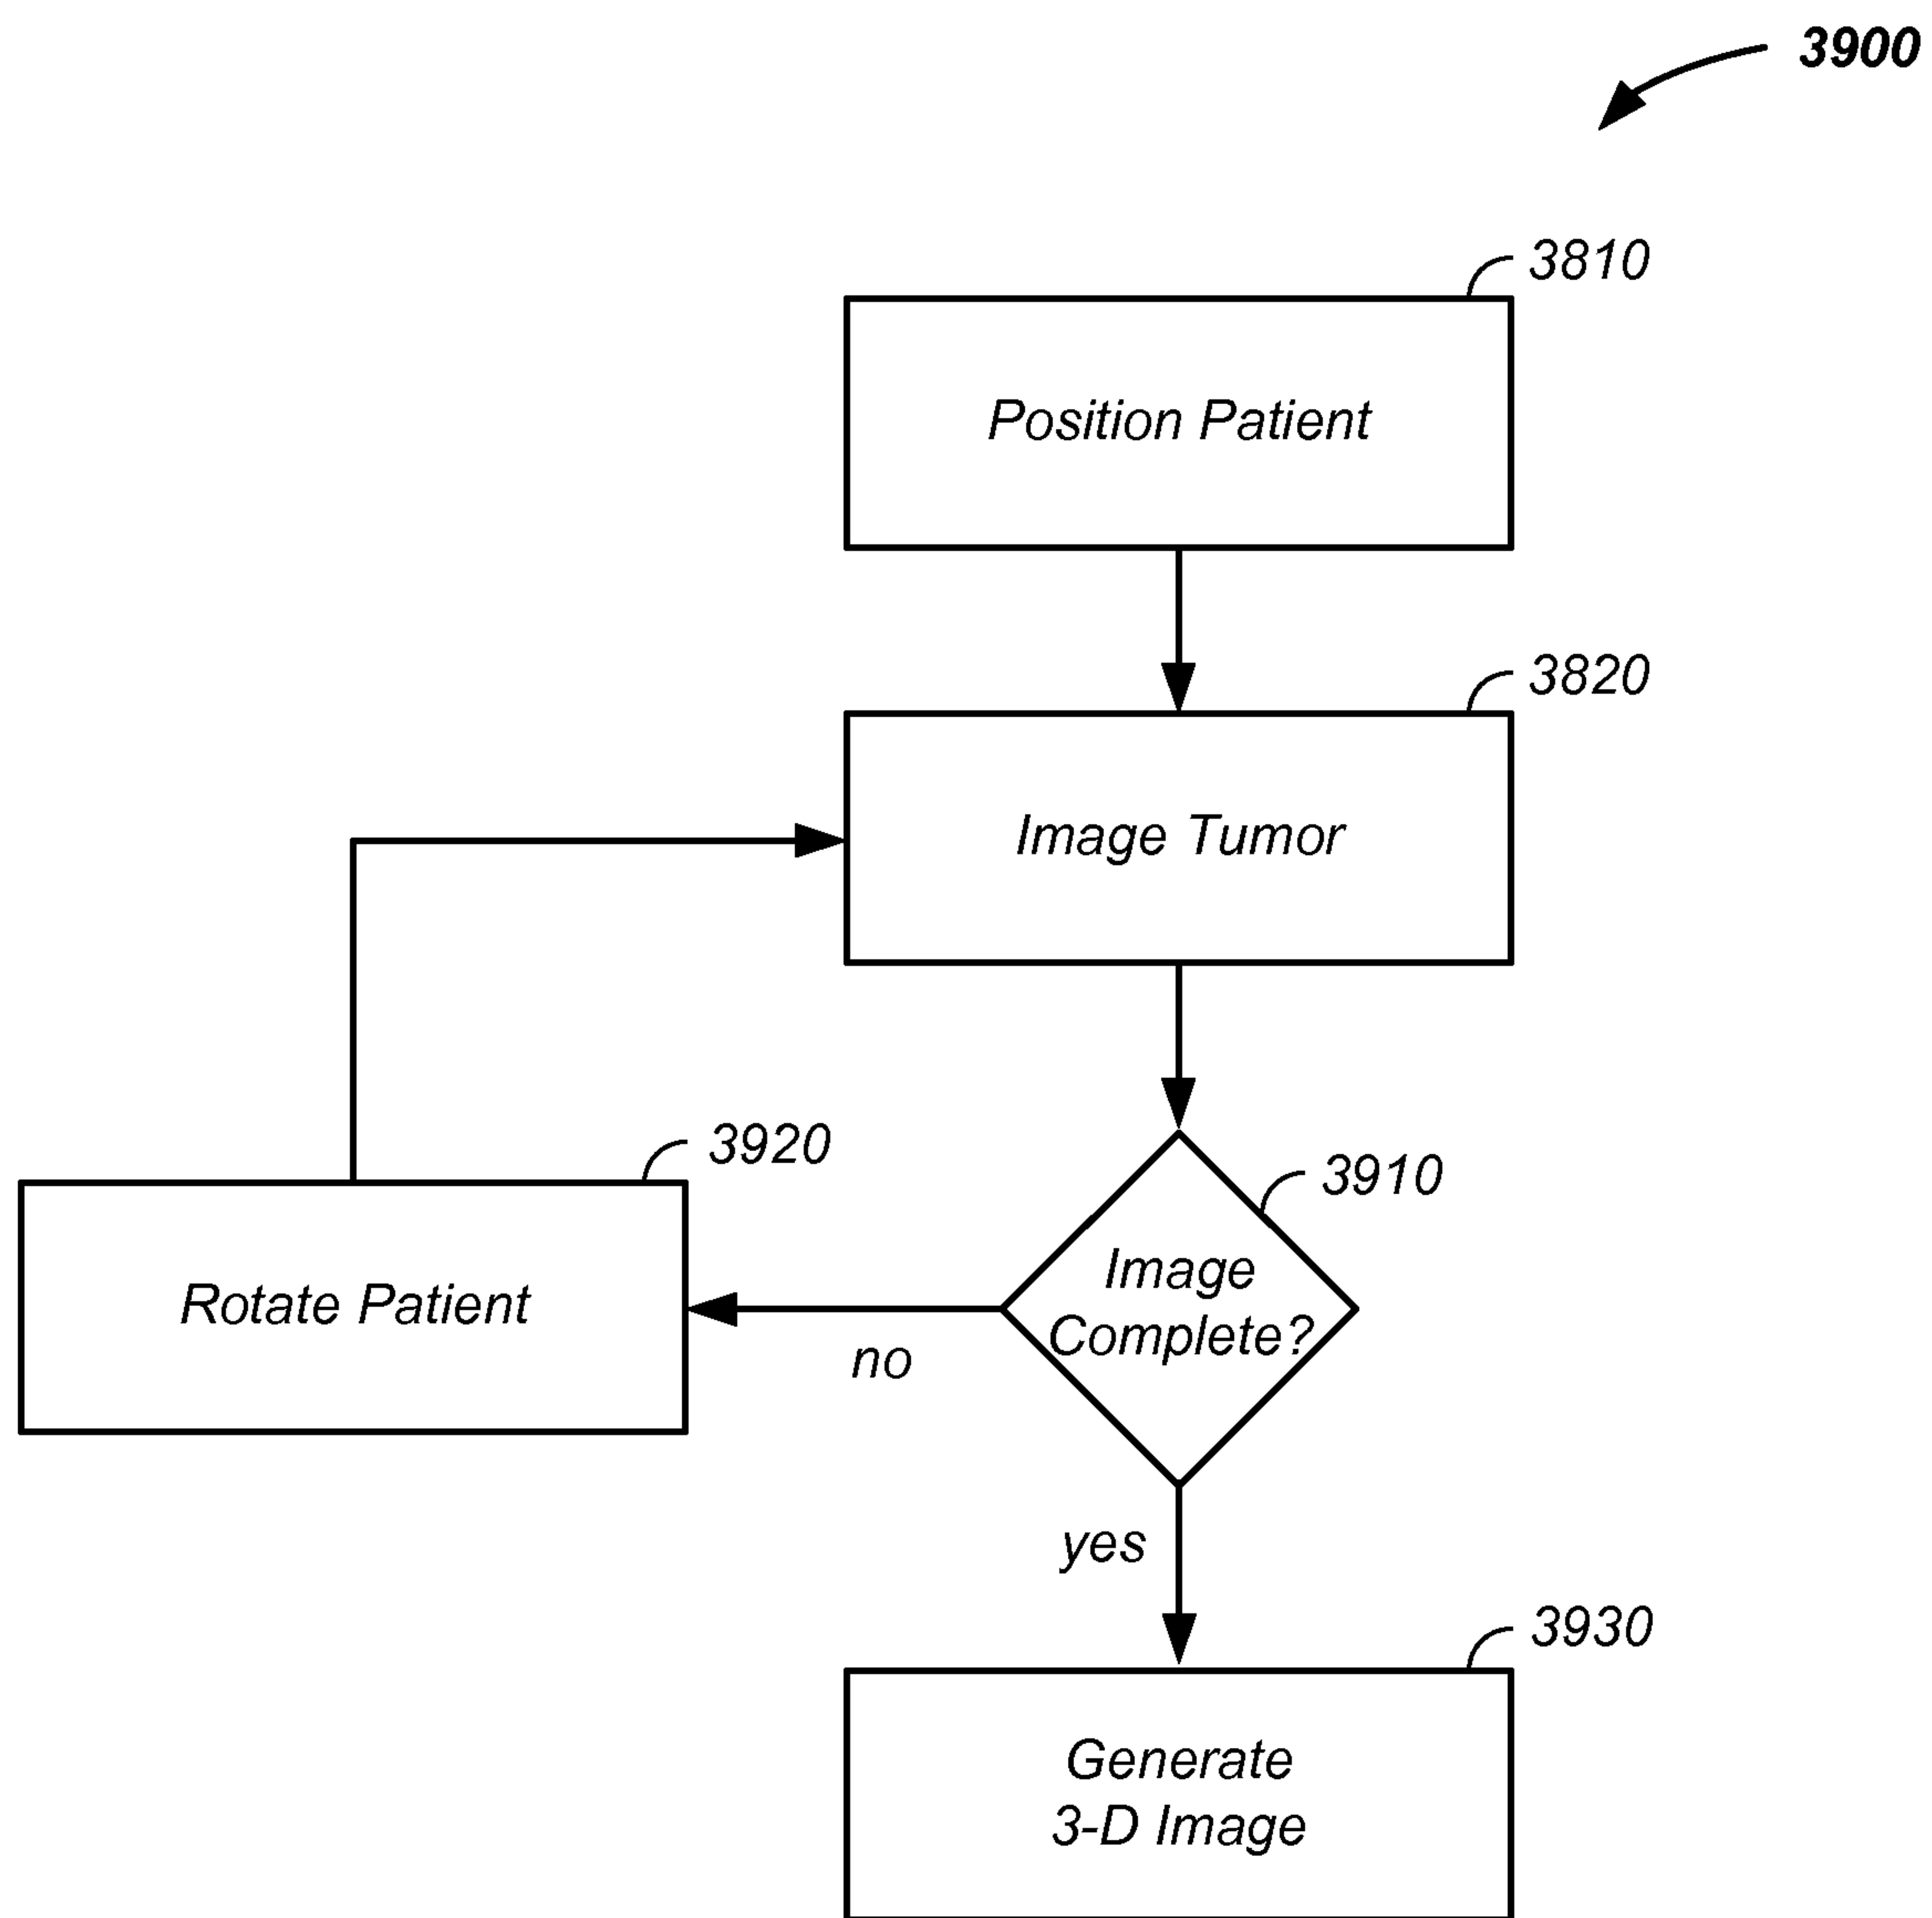 3900
3810
Position Patient
3820
Image Tumor
3920
3910
Rotate Patient
Image
Complete?
no
yes
3930
Generate
3-D Image